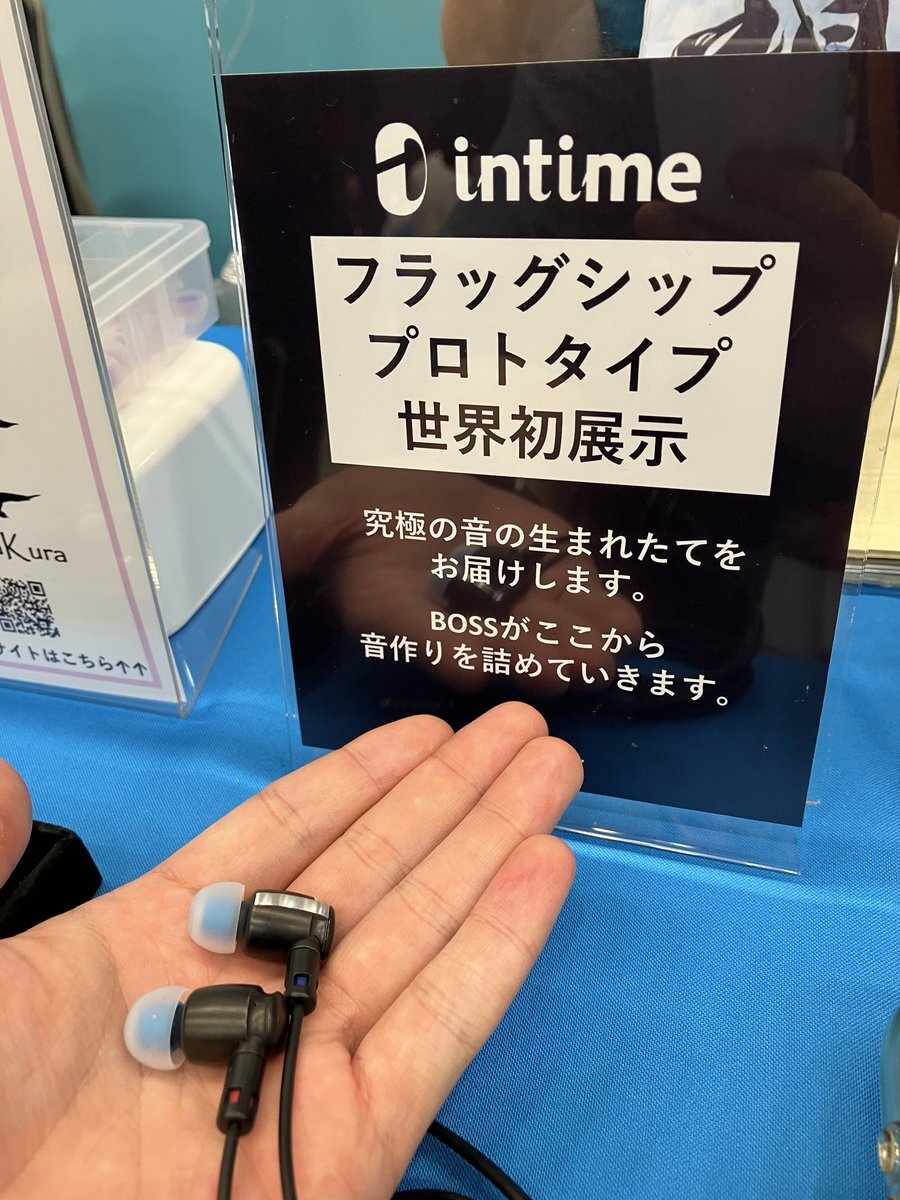 intime
フラッグシップ
プロトタイプ
世界初展示
究極の音の生まれたてを
お届けします。
BOSSがここから
音作りを詰めていきます。
Kura
サイトはこちら↑↑